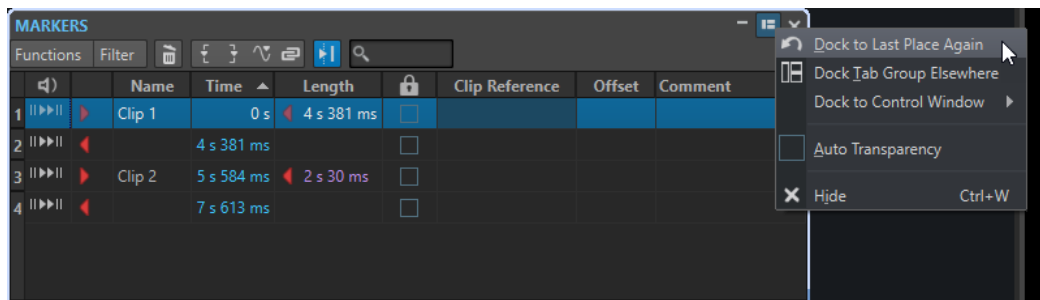 MARKERS
Functions Filter
Name Time Length Clip Reference Offset Comment
1 Clip 1 0 s 4 s 381 ms
2 4 s 381 ms
3 Clip 2 5 s 584 ms 2 s 30 ms
4 7 s 613 ms
Dock to Last Place Again
Dock Tab Group Elsewhere
Dock to Control Window
Auto Transparency
Hide Ctrl+W